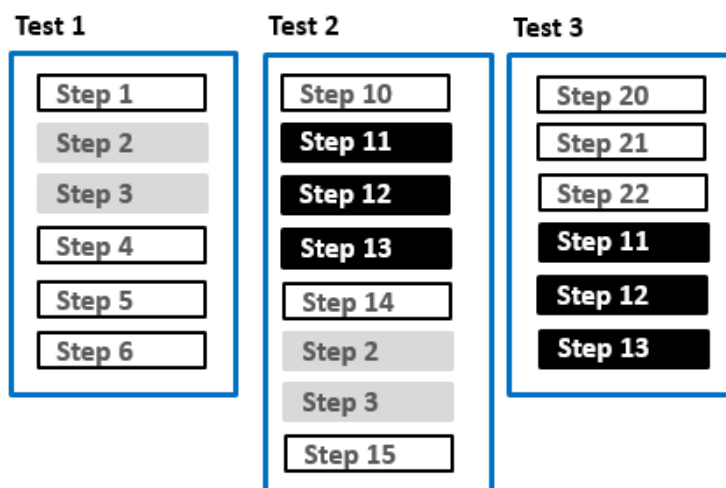 Test 1
Step 1
Step 2
Step 3
Step 4
Step 5
Step 6
Test 2
Step 10
Step 11
Step 12
Step 13
Step 14
Step 2
Step 3
Step 15
Test 3
Step 20
Step 21
Step 22
Step 11
Step 12
Step 13